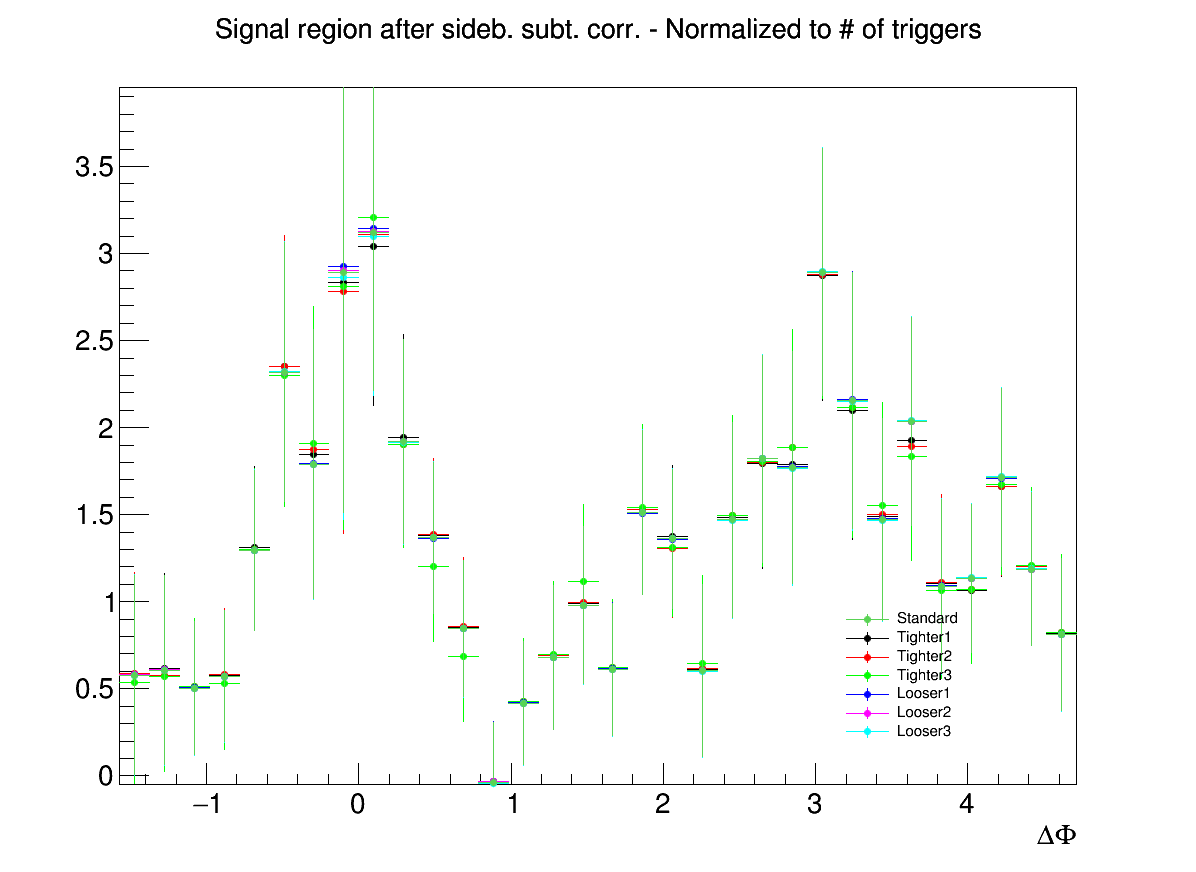 Signal region after sideb. subt. corr. - Normalized to # of triggers
3.5
3
2.5
2
1.5
1
0.5
0
−1
0
1
2
3
4
ΔΦ
Standard
Tighter1
Tighter2
Tighter3
Looser1
Looser2
Looser3